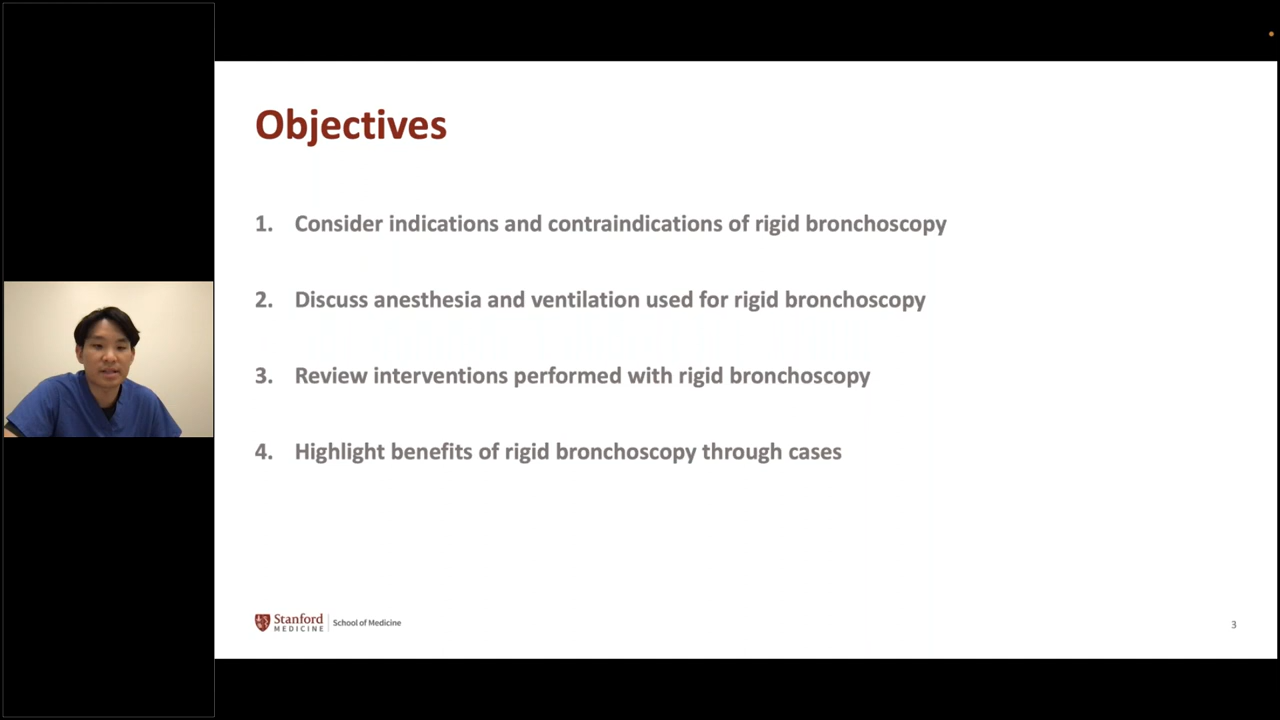 Objectives
1. Consider indications and contraindications of rigid bronchoscopy
2. Discuss anesthesia and ventilation used for rigid bronchoscopy
3. Review interventions performed with rigid bronchoscopy
4. Highlight benefits of rigid bronchoscopy through cases
Stanford MEDICINE School of Medicine
3